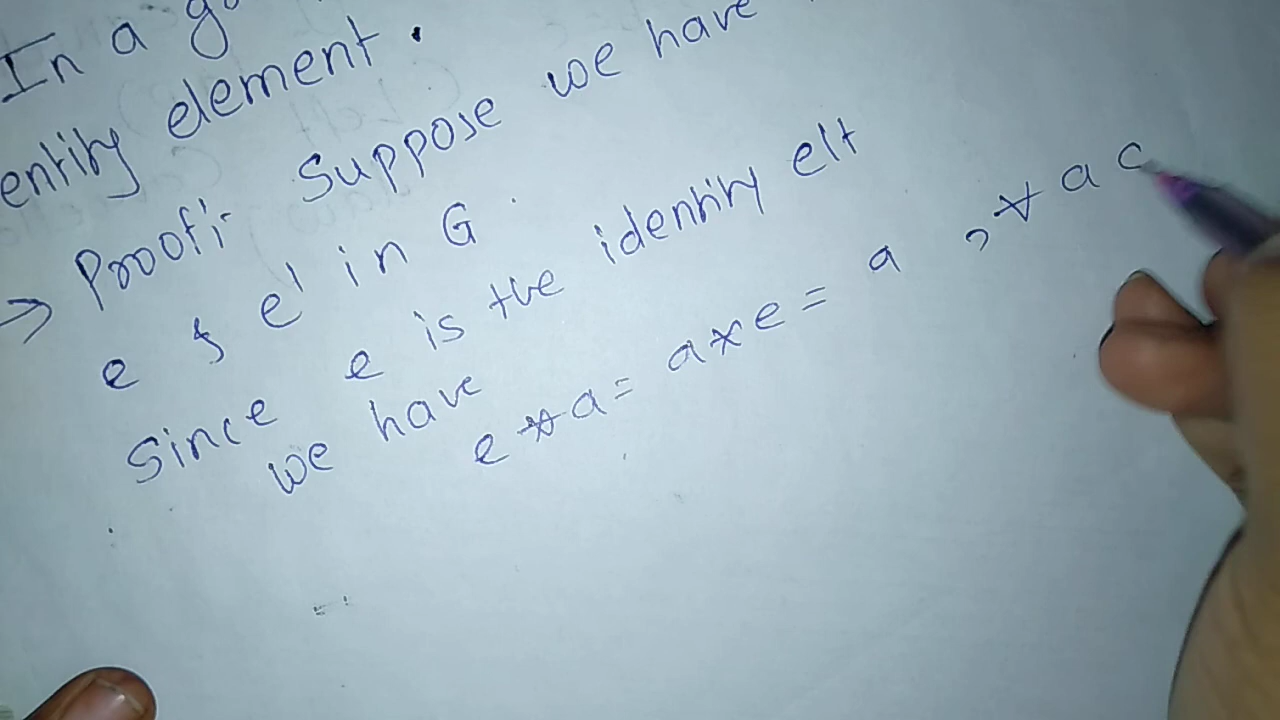 In a
entity element.
→ Proof:- Suppose we have
e & e' in G.
Since e is the identity elt
we have
e * a = a * e = a , ∀ a